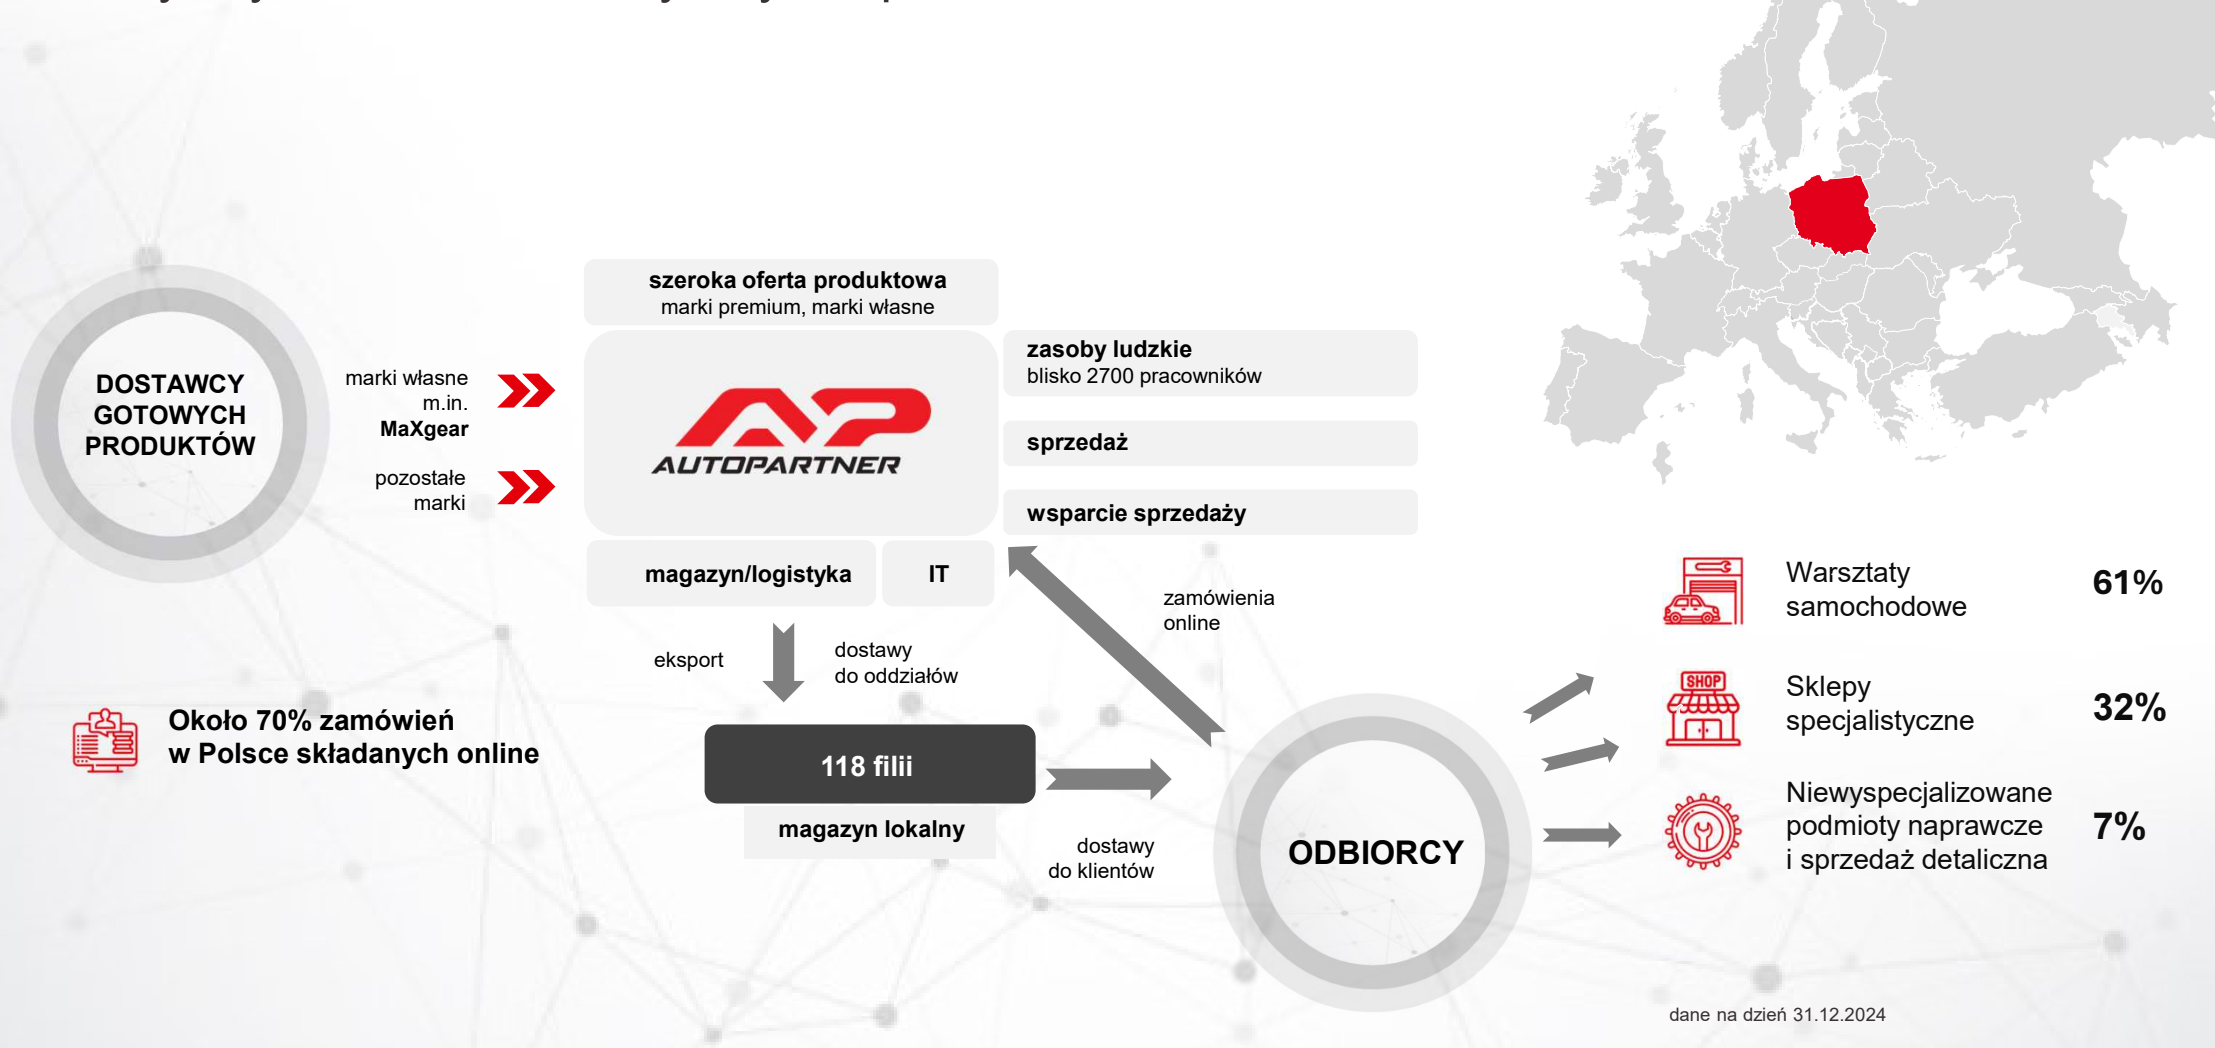 szeroka oferta produktowa
marki premium, marki własne
DOSTAWCY
GOTOWYCH
PRODUKTÓW
marki własne
m.in.
MaXgear
pozostałe
marki
AUTOPARTNER
zasoby ludzkie
blisko 2700 pracowników
sprzedaż
wsparcie sprzedaży
magazyn/logistyka
IT
eksport
dostawy
do oddziałów
zamówienia
online
Około 70% zamówień
w Polsce składanych online
118 filii
magazyn lokalny
dostawy
do klientów
ODBIORCY
Warsztaty
samochodowe
61%
SHOP
Sklepy
specjalistyczne
32%
Niewyspecjalizowane
podmioty naprawcze
i sprzedaż detaliczna
7%
dane na dzień 31.12.2024